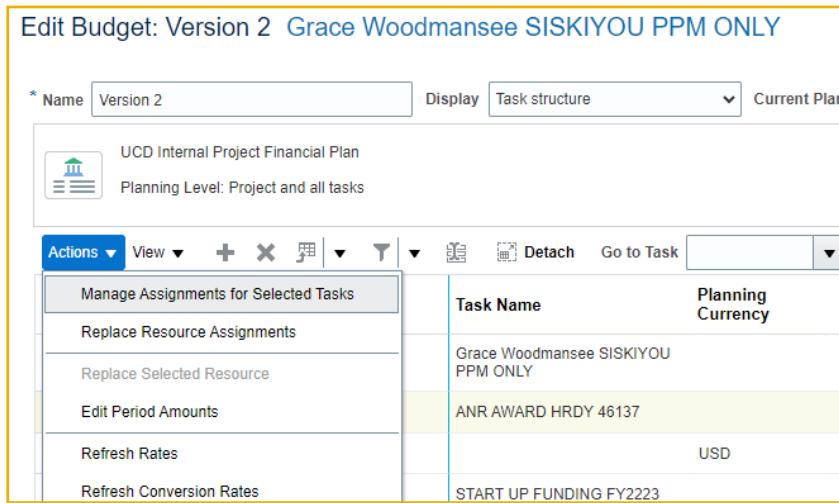 Edit Budget: Version 2 Grace Woodmansee SISKIYOU PPM ONLY
* Name Version 2 Display Task structure Current Plan
UCD Internal Project Financial Plan
Planning Level: Project and all tasks
Actions View Detach Go to Task
Manage Assignments for Selected Tasks
Replace Resource Assignments
Replace Selected Resource
Edit Period Amounts
Refresh Rates
Refresh Conversion Rates
Task Name
Planning
Currency
Grace Woodmansee SISKIYOU
PPM ONLY
ANR AWARD HRDY 46137
USD
START UP FUNDING FY2223